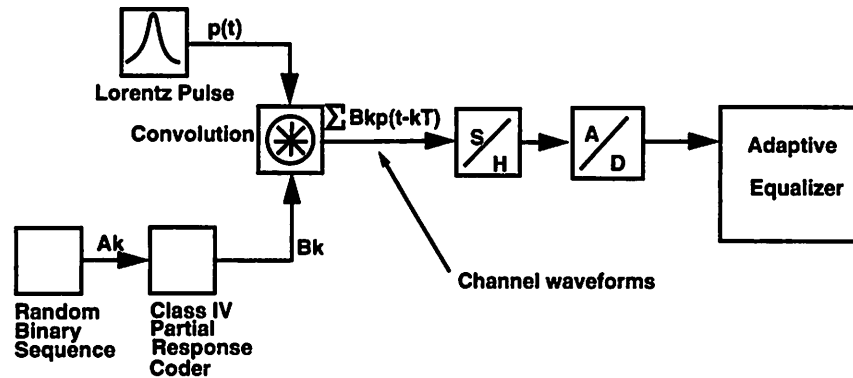 p(t)
Lorentz Pulse
Convolution
∑ Bkp(t-kT)
S/H
A/D
Adaptive
Equalizer
Ak
Bk
Channel waveforms
Random
Binary
Sequence
Class IV
Partial
Response
Coder